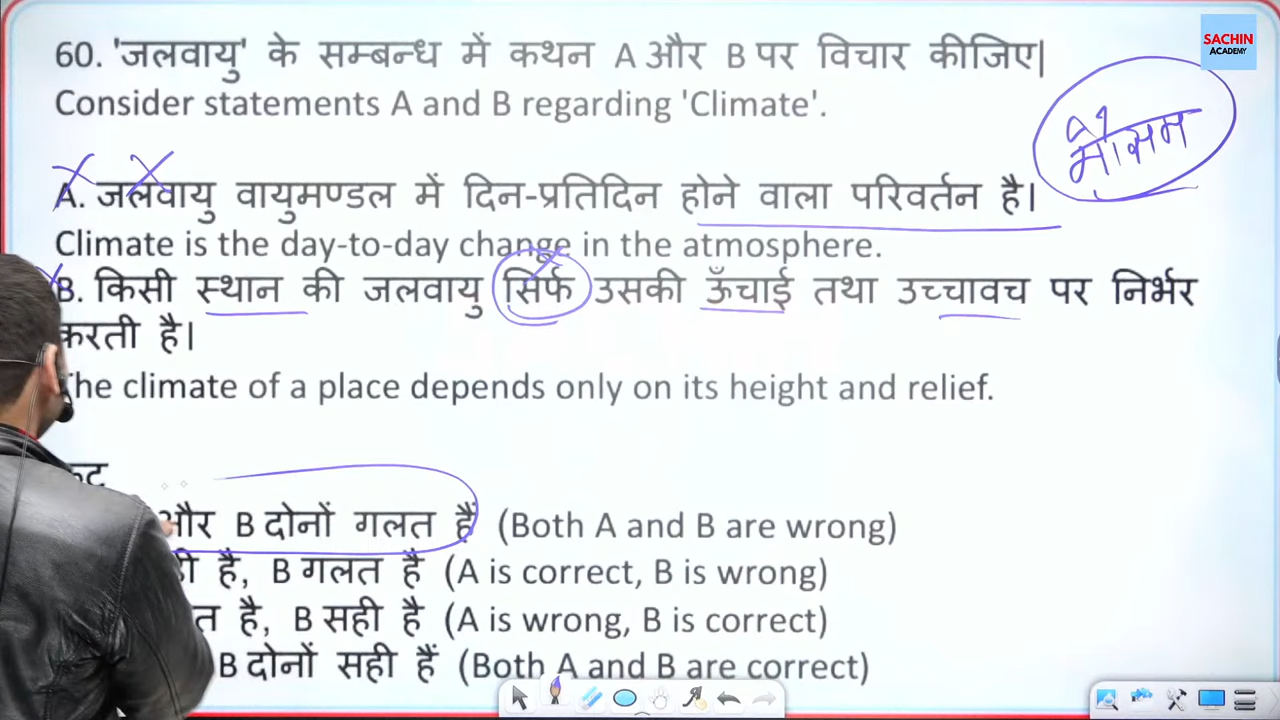 SACHIN
ACADEMY
60. 'जलवायु' के सम्बन्ध में कथन A और B पर विचार कीजिए|
Consider statements A and B regarding 'Climate'.
मौसम
A. जलवायु वायुमण्डल में दिन-प्रतिदिन होने वाला परिवर्तन है।
Climate is the day-to-day change in the atmosphere.
B. किसी स्थान की जलवायु सिर्फ उसकी ऊँचाई तथा उच्चावच पर निर्भर
करती है।
The climate of a place depends only on its height and relief.
और B दोनों गलत हैं (Both A and B are wrong)
है, B गलत है (A is correct, B is wrong)
है, B सही है (A is wrong, B is correct)
B दोनों सही हैं (Both A and B are correct)